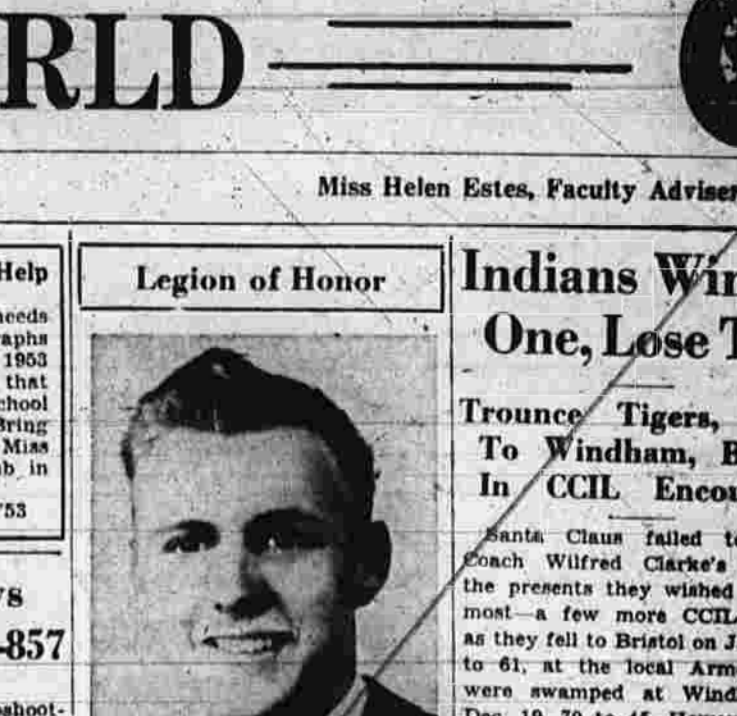 RLD
Miss Helen Estes, Faculty Adviser
Help
needs
aphs
1953
that
chool
Bring
Miss
b in
'53
Legion of Honor
s
-857
shoot-
Indians Win
One, Lose T
Trounce Tigers,
To Windham, B
In CCIL Encou
Santa Claus failed to
Coach Wilfred Clarke's
the presents they wished
most—a few more CCIL
as they fell to Bristol on J
to 61, at the local Arm
were swamped at Wind